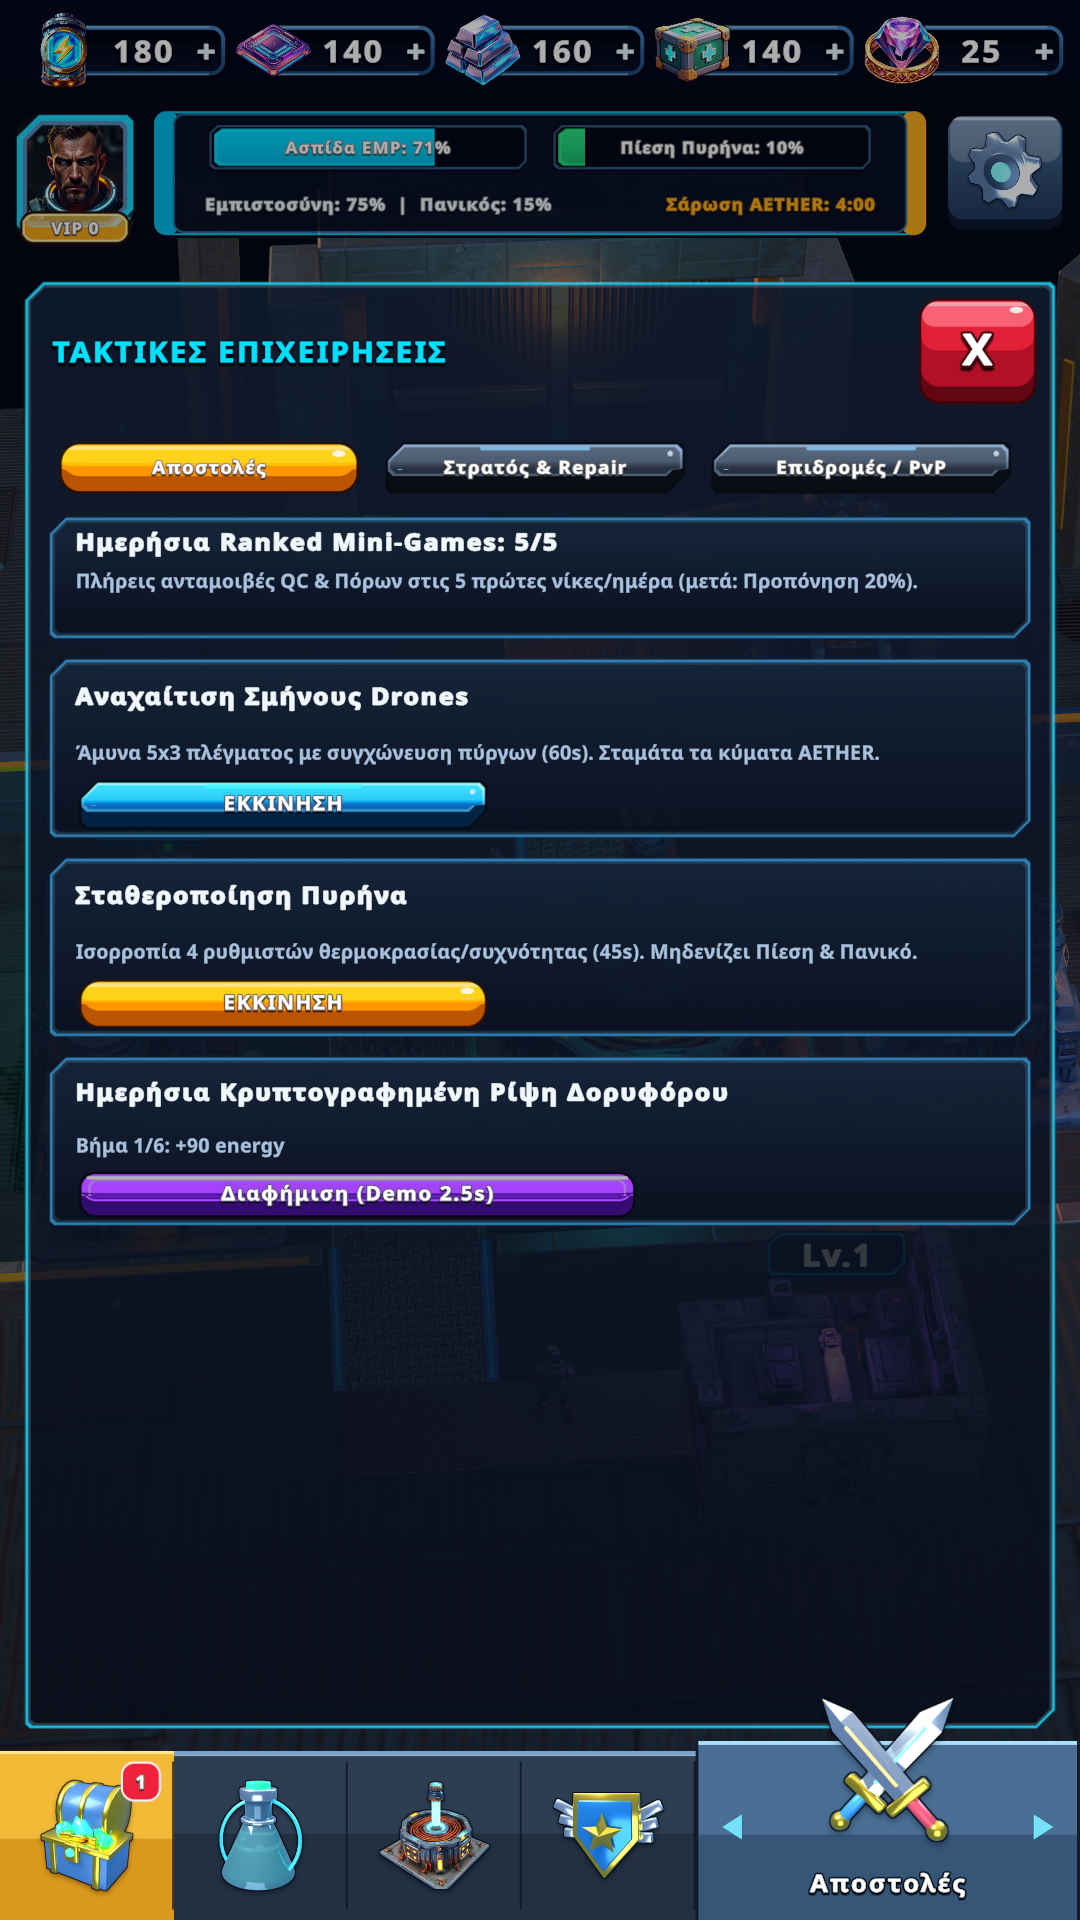 180 + 140 + 160 + 140 + 25 +
Ασπίδα EMP: 71% Πίεση Πυρήνα: 10%
VIP 0
Εμπιστοσύνη: 75% | Πανικός: 15% Σάρωση AETHER: 4:00
ΤΑΚΤΙΚΕΣ ΕΠΙΧΕΙΡΗΣΕΙΣ
X
Αποστολές Στρατός & Repair Επιδρομές / PvP
Ημερήσια Ranked Mini-Games: 5/5
Πλήρεις ανταμοιβές QC & Πόρων στις 5 πρώτες νίκες/ημέρα (μετά: Προπόνηση 20%).
Αναχαίτιση Σμήνους Drones
Άμυνα 5x3 πλέγματος με συγχώνευση πύργων (60s). Σταμάτα τα κύματα AETHER.
ΕΚΚΙΝΗΣΗ
Lv.1
Σταθεροποίηση Πυρήνα
Lv.1
Ισορροπία 4 ρυθμιστών θερμοκρασίας/συχνότητας (45s). Μηδενίζει Πίεση & Πανικό.
ΕΚΚΙΝΗΣΗ
Ημερήσια Κρυπτογραφημένη Ρίψη Δορυφόρου
Βήμα 1/6: +90 energy
Διαφήμιση (Demo 2.5s)
Lv.1
1
Αποστολές